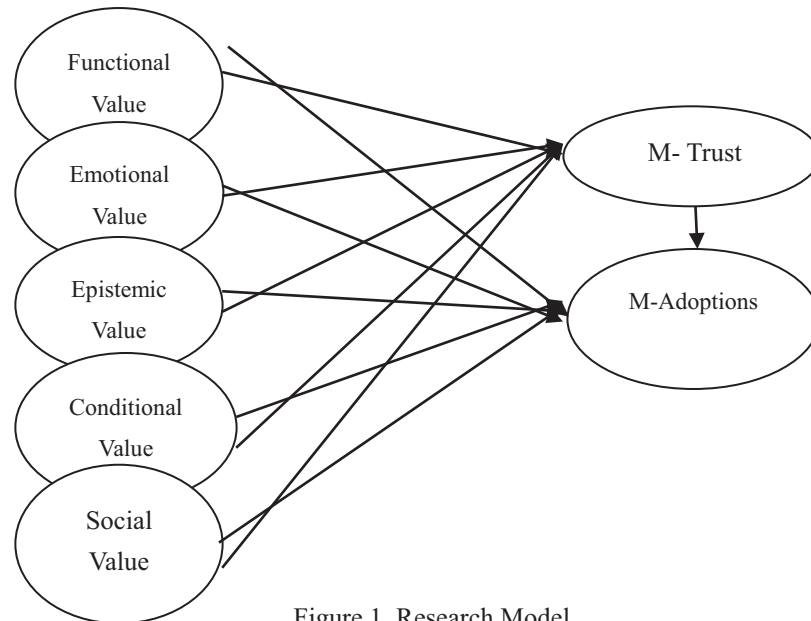 Functional
Value
Emotional
Value
Epistemic
Value
Conditional
Value
Social
Value
M- Trust
M-Adoptions
Figure 1. Research Model